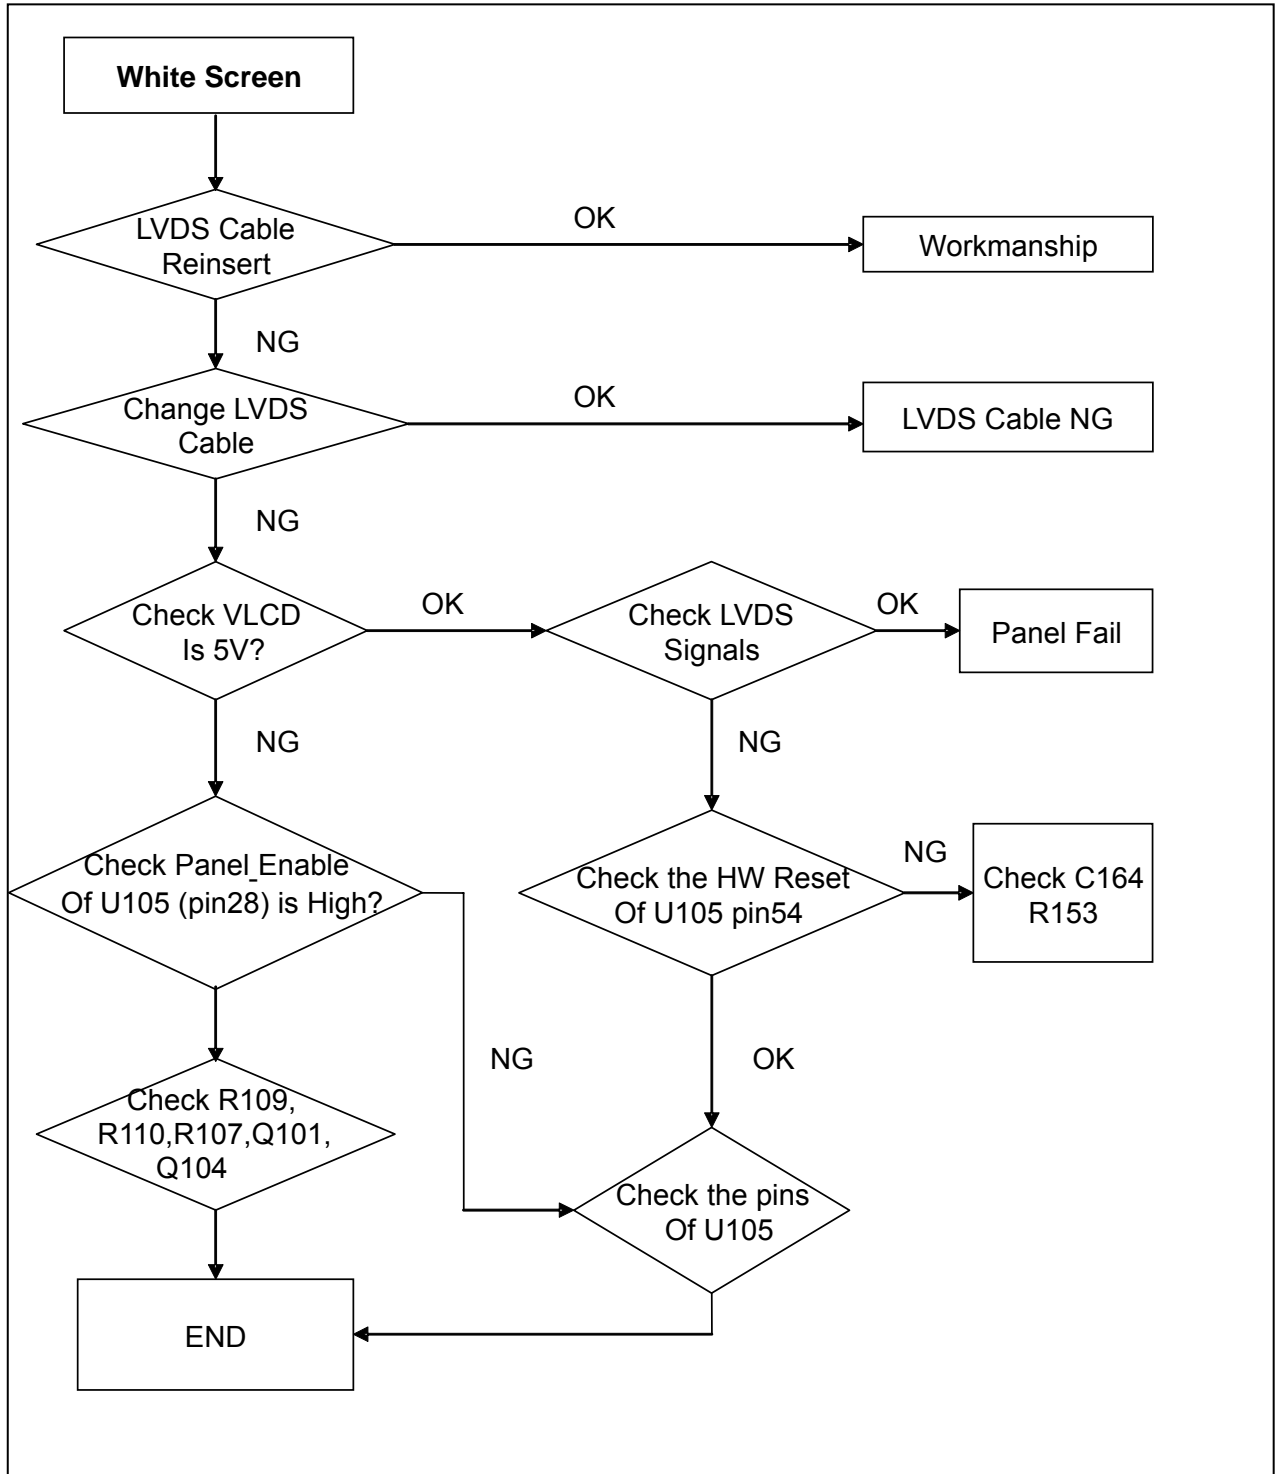 White Screen
LVDS Cable
Reinsert
OK
Workmanship
NG
Change LVDS
Cable
OK
LVDS Cable NG
NG
Check VLCD
Is 5V?
OK
Check LVDS
Signals
OK
Panel Fail
NG
NG
Check Panel_Enable
Of U105 (pin28) is High?
Check the HW Reset
Of U105 pin54
NG
Check C164
R153
NG
OK
Check R109,
R110,R107,Q101,
Q104
Check the pins
Of U105
END